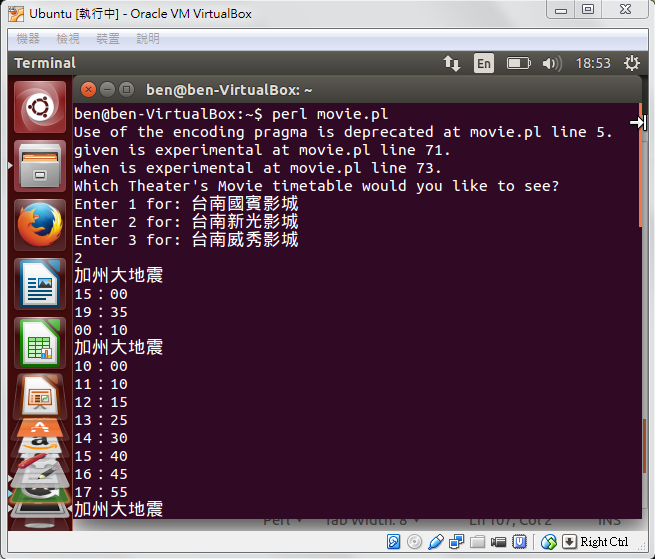 Ubuntu [執行中] - Oracle VM VirtualBox
機器 檢視 裝置 說明
Terminal
En
18:53
ben@ben-VirtualBox: ~
ben@ben-VirtualBox:~$ perl movie.pl
Use of the encoding pragma is deprecated at movie.pl line 5.
given is experimental at movie.pl line 71.
when is experimental at movie.pl line 73.
Which Theater's Movie timetable would you like to see?
Enter 1 for: 台南國賓影城
Enter 2 for: 台南新光影城
Enter 3 for: 台南威秀影城
2
加州大地震
15：00
19：35
00：10
加州大地震
10：00
11：10
12：15
13：25
14：30
15：40
16：45
17：55
加州大地震
Perl Tab Width: 8 Ln 107, Col 2 INS
Right Ctrl